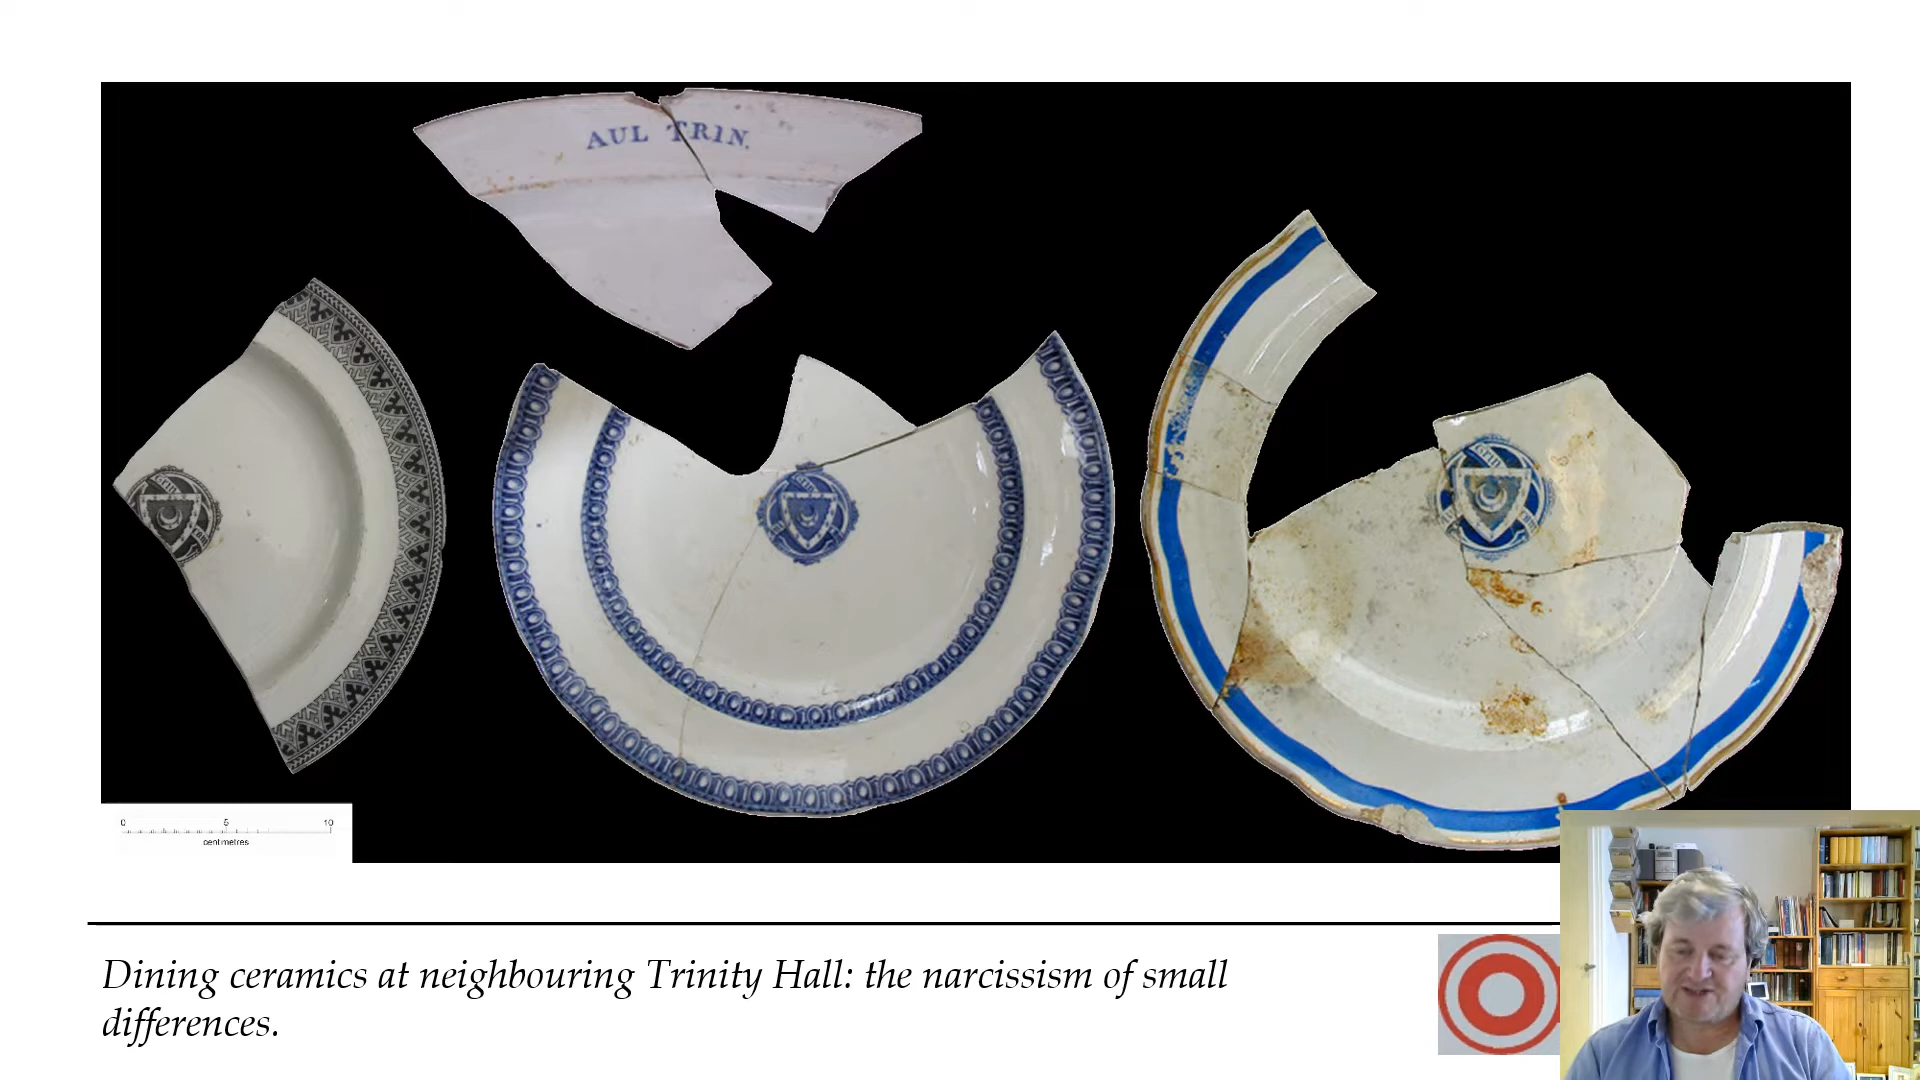 AUL TRIN.
0 5 10
centimetres
Dining ceramics at neighbouring Trinity Hall: the narcissism of small
differences.